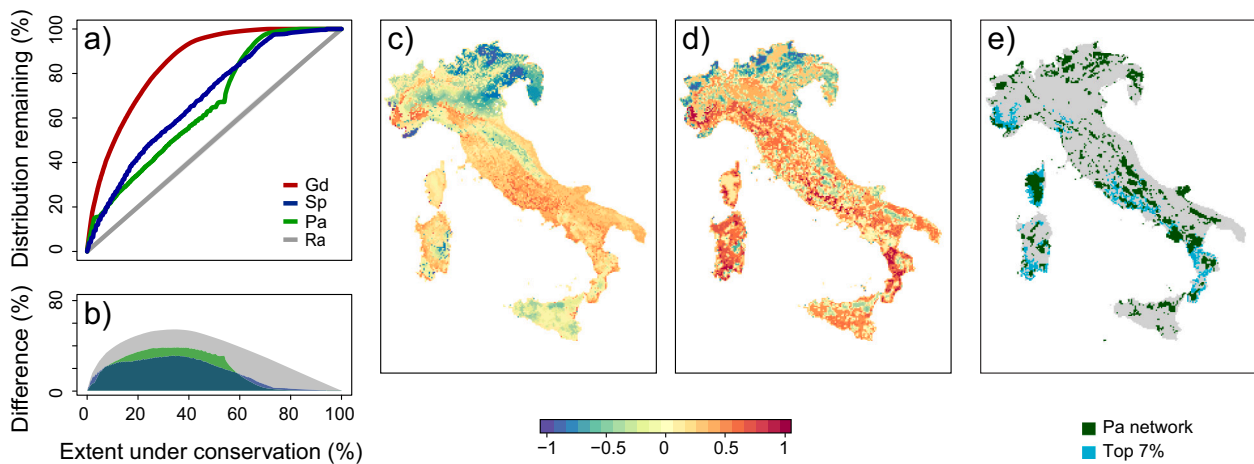 a)
Distribution remaining (%)
0
20
40
60
80
100
Gd
Sp
Pa
Ra
b)
Difference (%)
0
80
0
20
40
60
80
100
Extent under conservation (%)
c)
d)
e)
−1
−0.5
0
0.5
1
Pa network
Top 7%